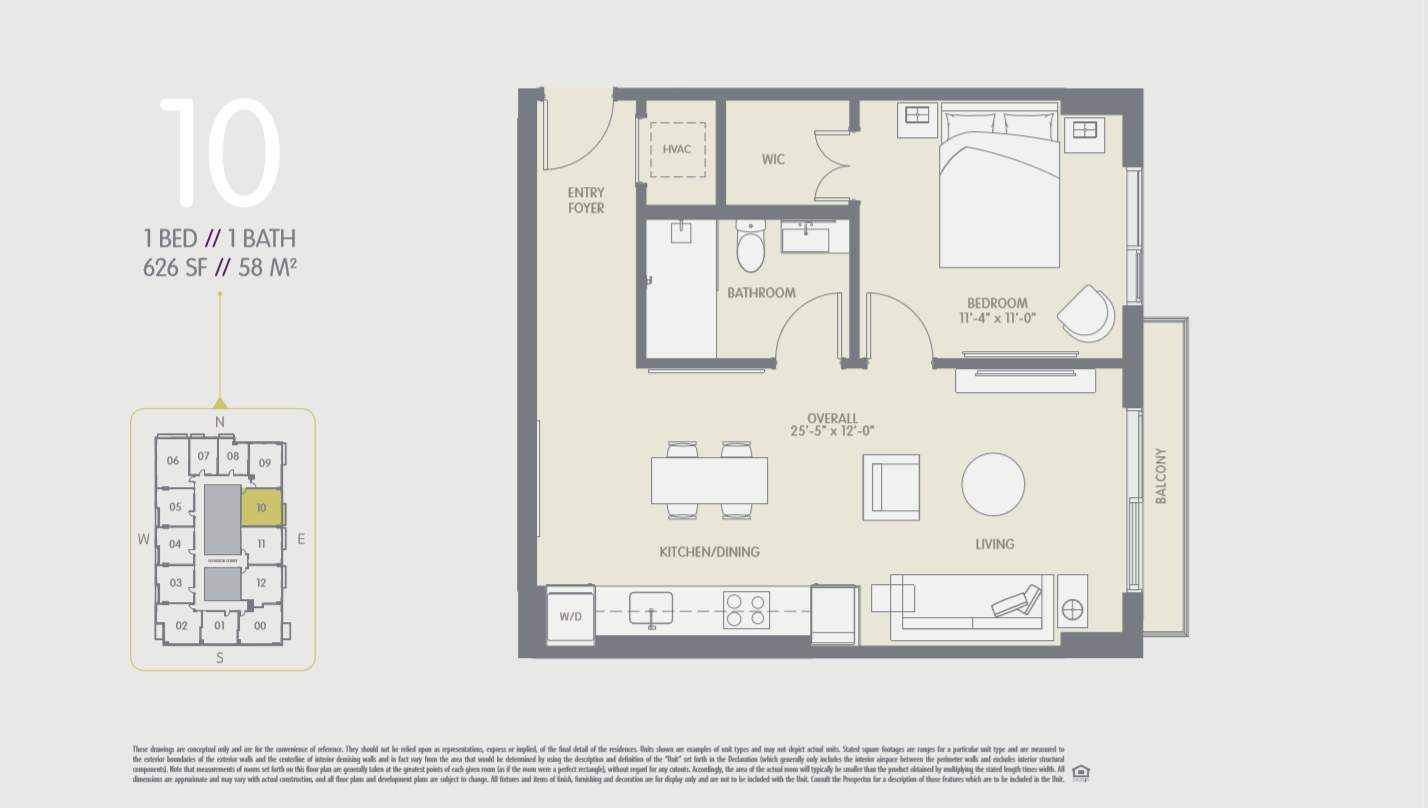 10
1 BED // 1 BATH
626 SF // 58 M²
N
06
07
08
09
05
10
W
04
11
E
03
12
02
01
00
S
HVAC
WIC
ENTRY
FOYER
BATHROOM
BEDROOM
11'-4" x 11'-0"
OVERALL
25'-5" x 12'-0"
KITCHEN/DINING
LIVING
BALCONY
W/D
These drawings are conceptual only and are for the convenience of reference. They should not be relied upon as representations, express or implied, of the final detail of the residences. Units shown are examples of unit types and may not depict actual units. Stated square footages are ranges for a particular unit type and are measured to
the exterior boundaries of the exterior walls and the centerline of interior demising walls and in fact vary from the area that would be determined by using the description and definition of the "Unit" set forth in the Declaration (which generally only includes the interior airspace between the perimeter walls and excludes interior structural
components). Note that measurements of rooms set forth on this floor plan are generally taken at the greatest points of each given room (as if the room were a perfect rectangle), without regard for any cutouts. Accordingly, the area of the actual room will typically be smaller than the product obtained by multiplying the stated length times width. All
dimensions are approximate and may vary with actual construction, and all floor plans and development plans are subject to change. All fixtures and items of finish, furnishing and decoration are for display only and are not to be included with the Unit. Consult the Prospectus for a description of those features which are to be included in the Unit.